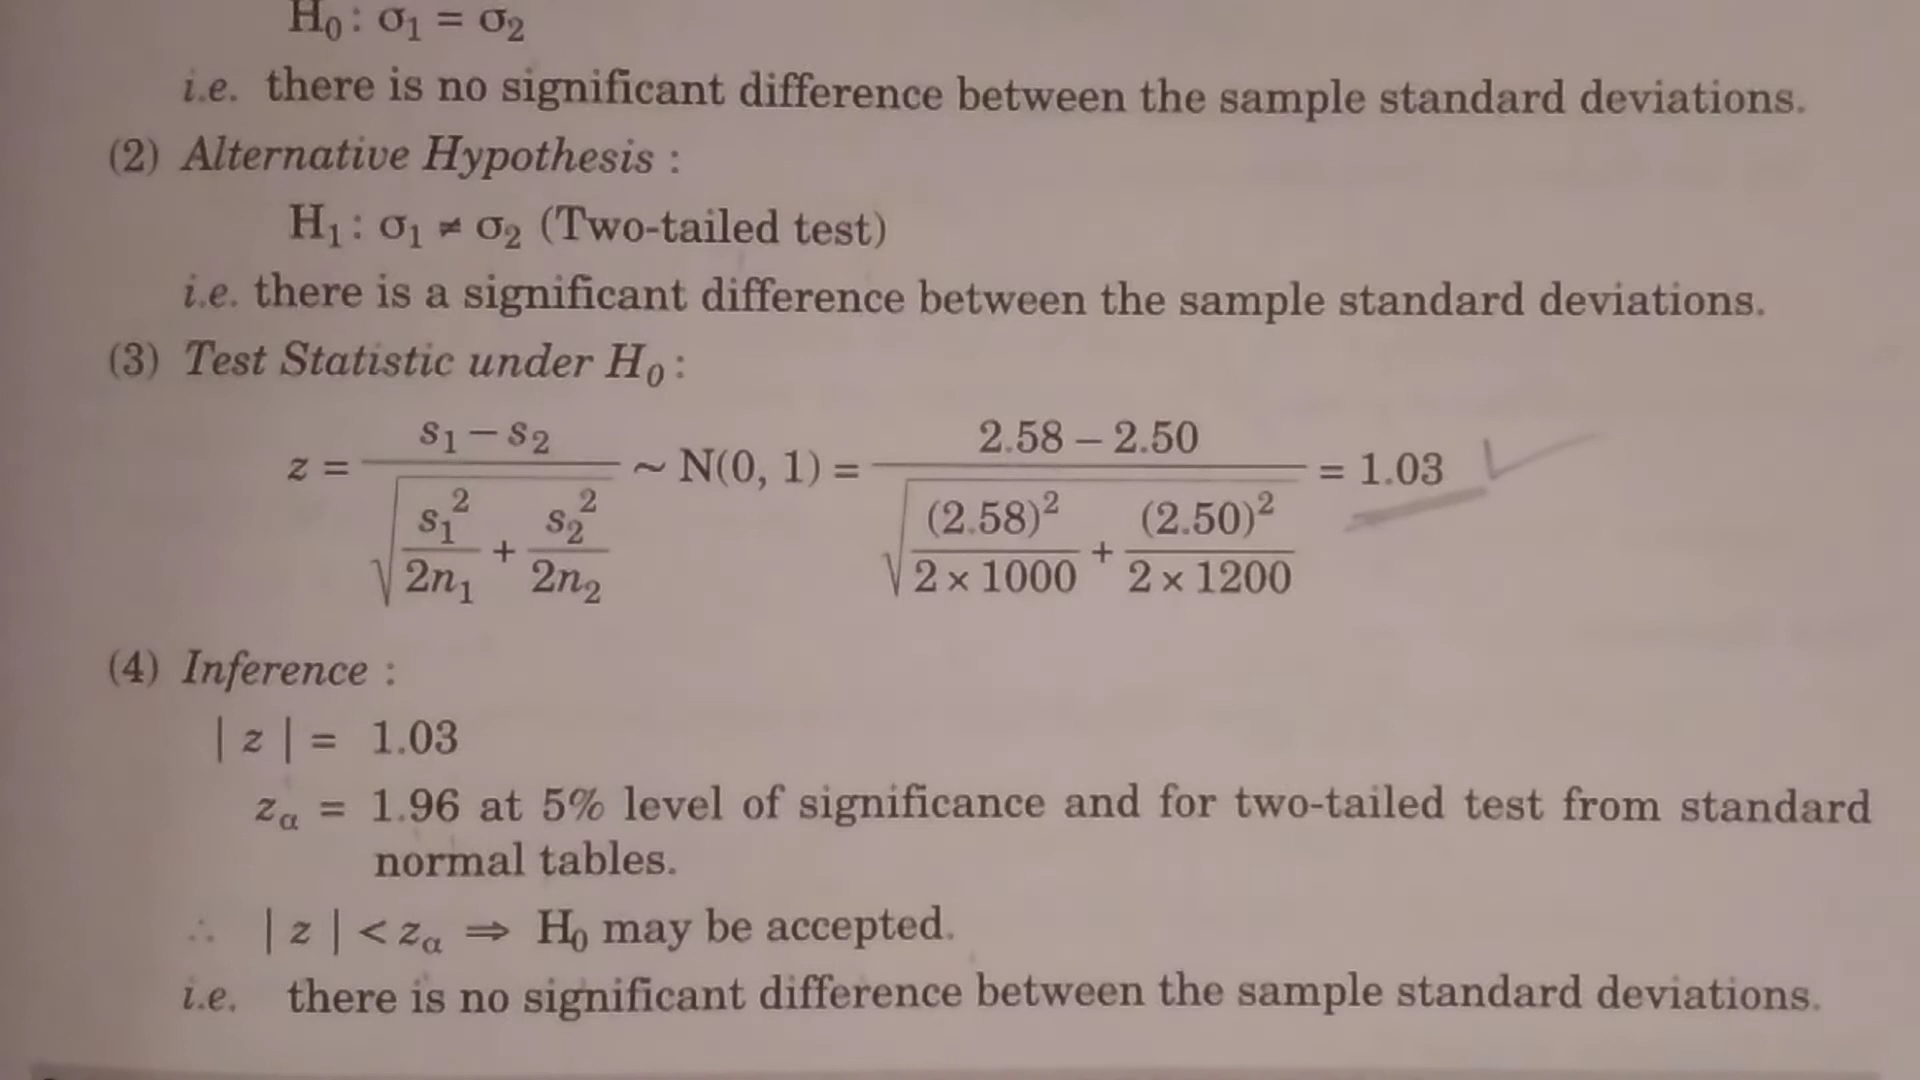 H₀ : σ₁ = σ₂
i.e. there is no significant difference between the sample standard deviations.
(2) Alternative Hypothesis :
H₁ : σ₁ ≠ σ₂ (Two-tailed test)
i.e. there is a significant difference between the sample standard deviations.
(3) Test Statistic under H₀ :
z = (s₁ − s₂) / √(s₁²/2n₁ + s₂²/2n₂) ~ N(0, 1) = (2.58 – 2.50) / √((2.58)²/(2 × 1000) + (2.50)²/(2 × 1200)) = 1.03
(4) Inference :
| z | = 1.03
z_α = 1.96 at 5% level of significance and for two-tailed test from standard
normal tables.
∴ | z | < z_α ⇒ H₀ may be accepted.
i.e. there is no significant difference between the sample standard deviations.